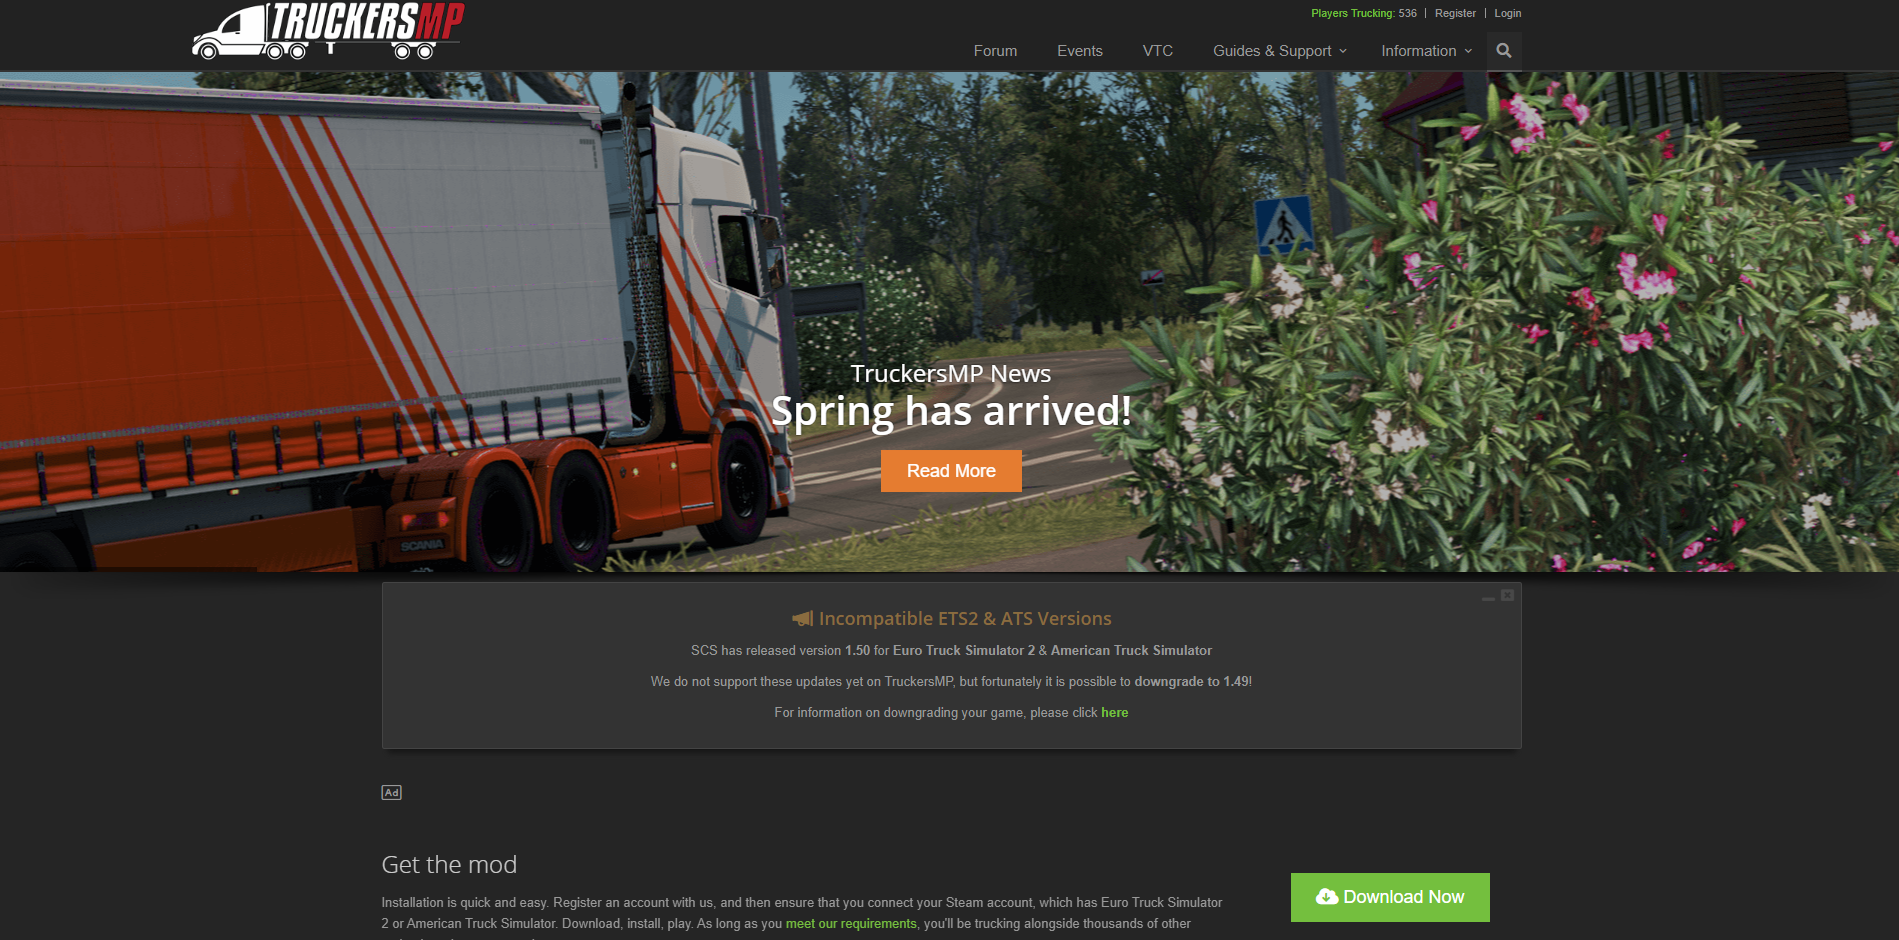 TRUCKERSMP
Players Trucking: 536 | Register | Login
Forum Events VTC Guides & Support Information
SCANIA
TruckersMP News
Spring has arrived!
Read More
Incompatible ETS2 & ATS Versions
SCS has released version 1.50 for Euro Truck Simulator 2 & American Truck Simulator
We do not support these updates yet on TruckersMP, but fortunately it is possible to downgrade to 1.49!
For information on downgrading your game, please click here
Ad
Get the mod
Installation is quick and easy. Register an account with us, and then ensure that you connect your Steam account, which has Euro Truck Simulator
2 or American Truck Simulator. Download, install, play. As long as you meet our requirements, you'll be trucking alongside thousands of other
Download Now